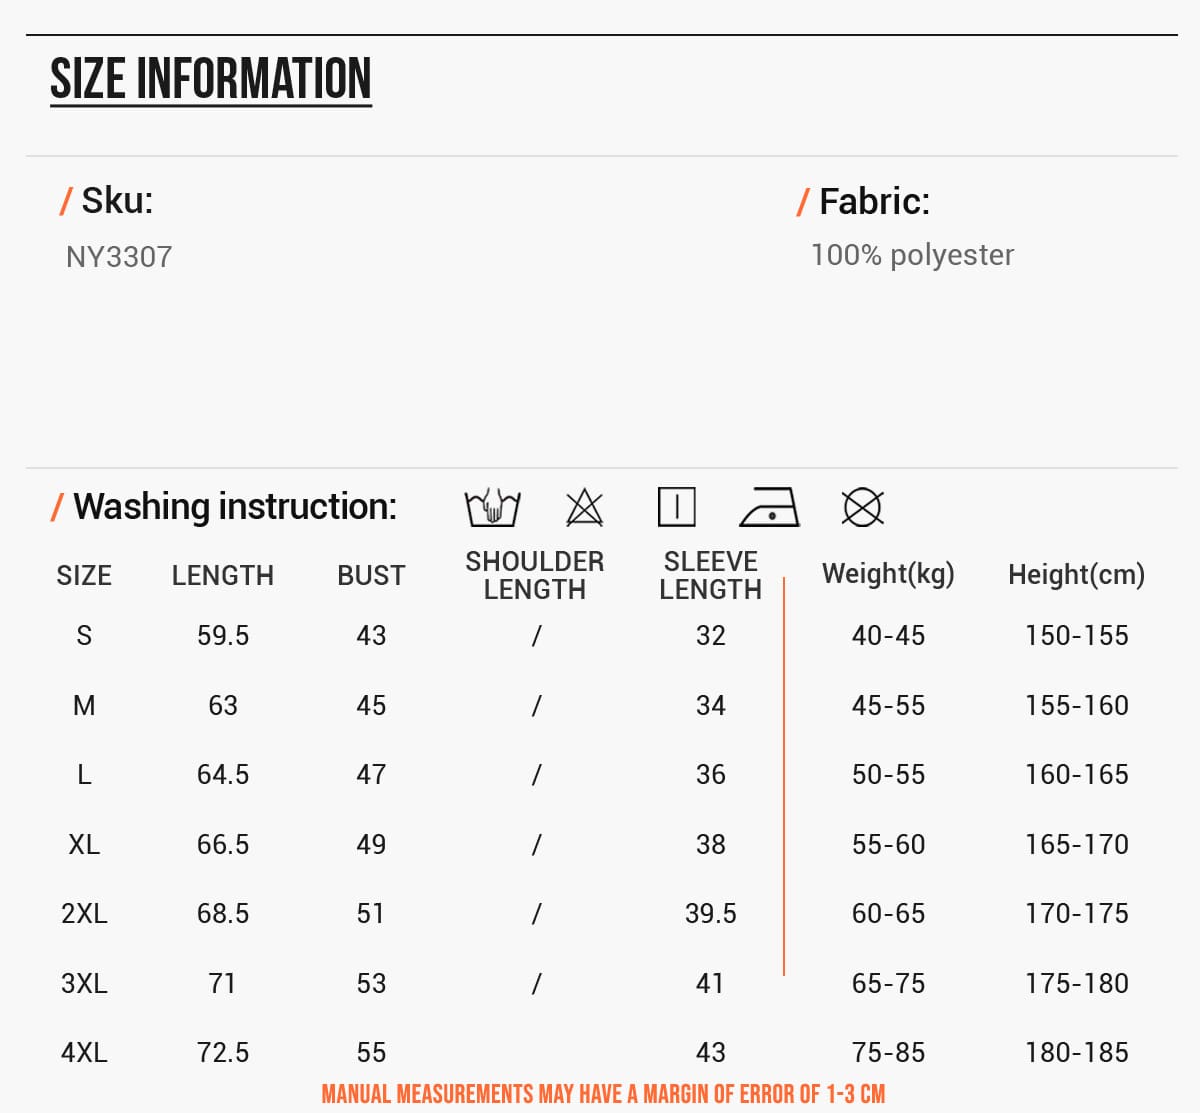 SIZE INFORMATION
/ Sku:
NY3307
/ Fabric:
100% polyester
/ Washing instruction:
SIZE LENGTH BUST SHOULDER LENGTH SLEEVE LENGTH Weight(kg) Height(cm)
S 59.5 43 / 32 40-45 150-155
M 63 45 / 34 45-55 155-160
L 64.5 47 / 36 50-55 160-165
XL 66.5 49 / 38 55-60 165-170
2XL 68.5 51 / 39.5 60-65 170-175
3XL 71 53 / 41 65-75 175-180
4XL 72.5 55 43 75-85 180-185
MANUAL MEASUREMENTS MAY HAVE A MARGIN OF ERROR OF 1-3 CM